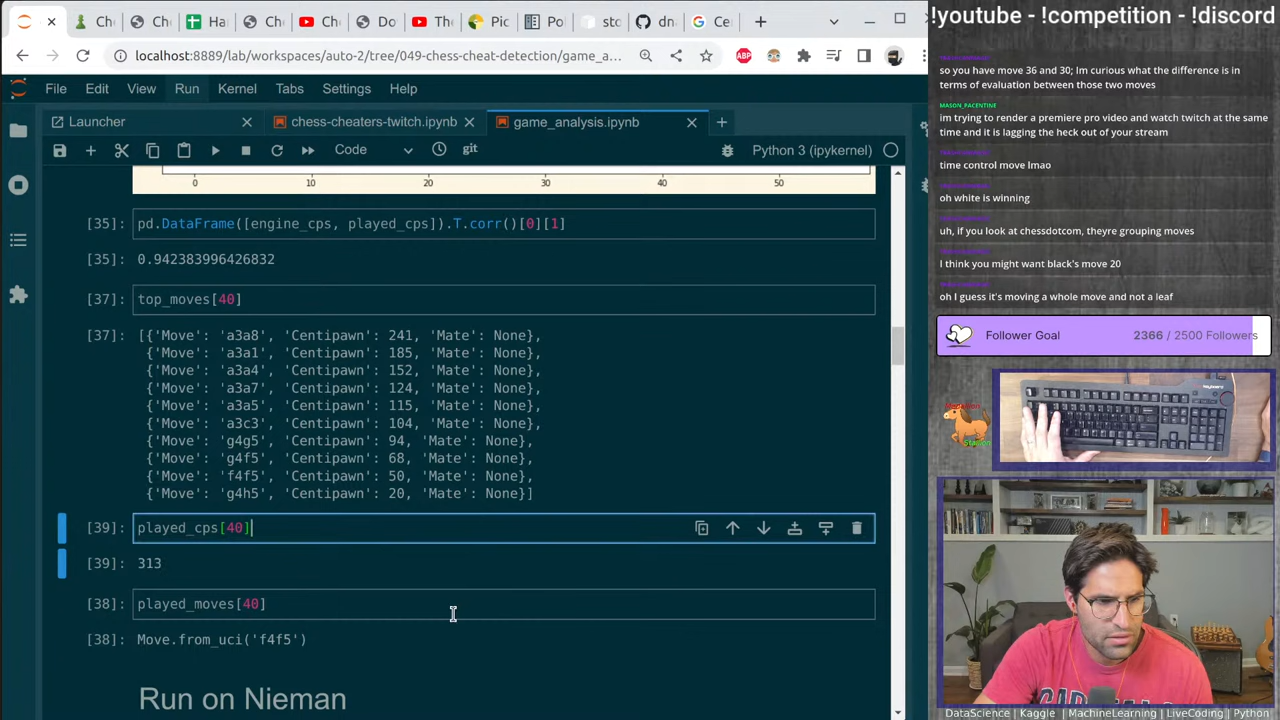 Ch
Ch
Ha
Ch
Do
Pic
Po
dn
Ce
localhost:8889/lab/workspaces/auto-2/tree/049-chess-cheat-detection/game_a...
ABP
File Edit View Run Kernel Tabs Settings Help
Launcher
chess-cheaters-twitch.ipynb
game_analysis.ipynb
Code
git
Python 3 (ipykernel)
0 10 20 30 40 50
[35]: pd.DataFrame([engine_cps, played_cps]).T.corr()[0][1]
[35]: 0.942383996426832
[37]: top_moves[40]
[37]: [{'Move': 'a3a8', 'Centipawn': 241, 'Mate': None},
{'Move': 'a3a1', 'Centipawn': 185, 'Mate': None},
{'Move': 'a3a4', 'Centipawn': 152, 'Mate': None},
{'Move': 'a3a7', 'Centipawn': 124, 'Mate': None},
{'Move': 'a3a5', 'Centipawn': 115, 'Mate': None},
{'Move': 'a3a6', 'Centipawn': 104, 'Mate': None},
{'Move': 'g4g5', 'Centipawn': 94, 'Mate': None},
{'Move': 'g4f5', 'Centipawn': 68, 'Mate': None},
{'Move': 'f4f5', 'Centipawn': 50, 'Mate': None},
{'Move': 'g4h5', 'Centipawn': 20, 'Mate': None}]
[39]: played_cps[40]
[39]: 313
[38]: played_moves[40]
[38]: Move.from_uci('f4f5')
Run on Nieman
!youtube - !competition - !discord
so you have move 36 and 30; Im curious what the difference is in
terms of evaluation between those two moves
MASON_PACENTINE
im trying to render a premiere pro video and watch twitch at the same
time and it is lagging the heck out of your stream
time control move lmao
oh white is winning
uh, if you look at chessdotcom, theyre grouping moves
I think you might want black's move 20
oh I guess it's moving a whole move and not a leaf
Follower Goal 2366 / 2500 Followers
Medallion
Stallion
DataScience | Kaggle | MachineLearning | LiveCoding | Python